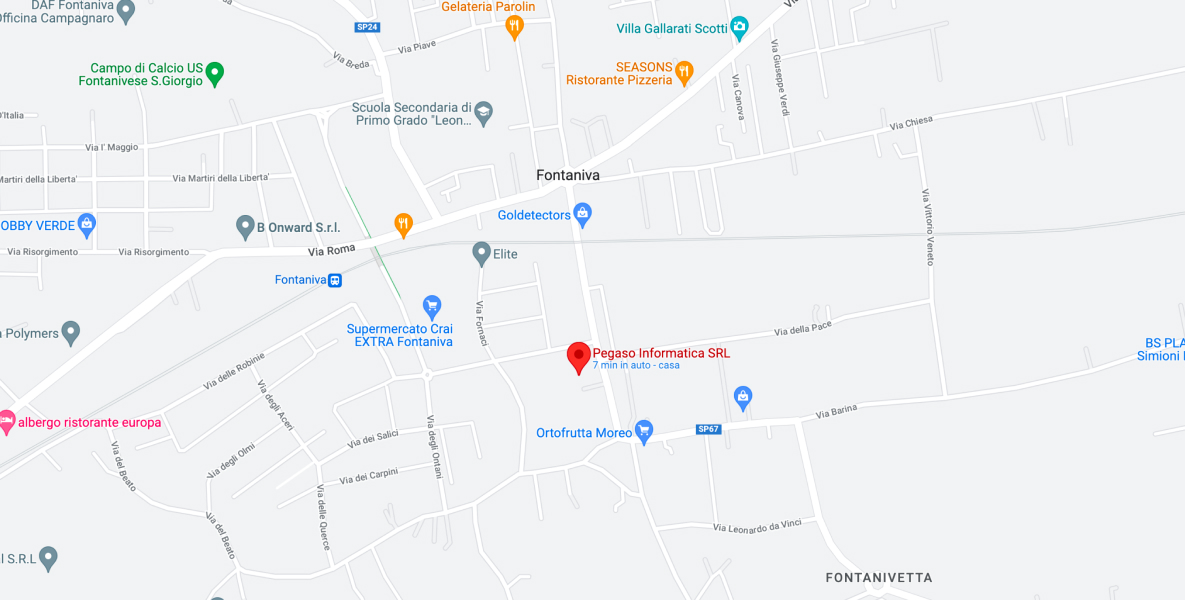 DAF Fontaniva
Officina Campagnaro
Via
Gelateria Parolin
SP24
Via Piave
Via Breda
Villa Gallarati Scotti
SEASONS
Ristorante Pizzeria
Via Giuseppe Verdi
Via Canova
Campo di Calcio US
Fontanivese S.Giorgio
Scuola Secondaria di
Primo Grado "Leon...
D'Italia
Via I' Maggio
Via Chiesa
Martiri della Liberta'
Via Martiri della Liberta'
Fontaniva
OBBY VERDE
B Onward S.r.l.
Goldetectors
Via Vittorio Veneto
Via Risorgimento
Via Risorgimento
Via Roma
Elite
Fontaniva
Polymers
Supermercato Crai
EXTRA Fontaniva
Via Fornaci
Via della Pace
BS PLA
Simioni
Pegaso Informatica SRL
7 min in auto - casa
Via delle Robinie
Via degli Aceri
albergo ristorante europa
Ortofrutta Moreo
SP67
Via Barina
Via dei Salici
Via degli Ontani
Via del Beato
Via degli Olmi
Via dei Carpini
Via delle Querce
Via del Beato
Via Leonardo da Vinci
l S.R.L
FONTANIVETTA